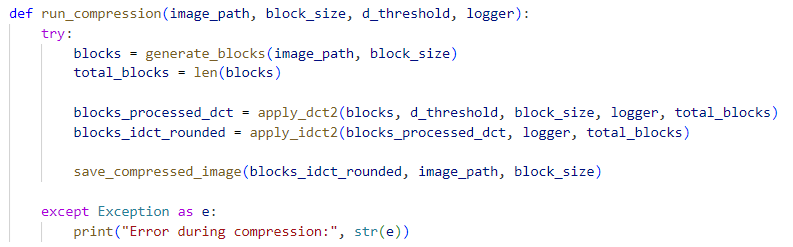 def run_compression(image_path, block_size, d_threshold, logger):
    try:
        blocks = generate_blocks(image_path, block_size)
        total_blocks = len(blocks)

        blocks_processed_dct = apply_dct2(blocks, d_threshold, block_size, logger, total_blocks)
        blocks_idct_rounded = apply_idct2(blocks_processed_dct, logger, total_blocks)

        save_compressed_image(blocks_idct_rounded, image_path, block_size)

    except Exception as e:
        print("Error during compression:", str(e))